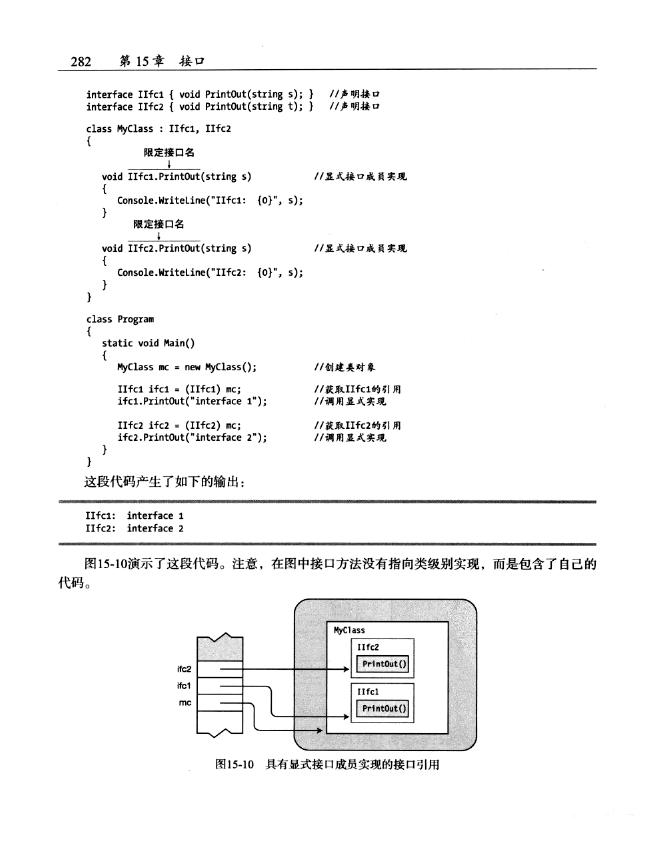 282 第 15 章 接口
interface IIfc1 { void PrintOut(string s); } //声明接口
interface IIfc2 { void PrintOut(string t); } //声明接口
class MyClass : IIfc1, IIfc2
{
限定接口名
↓
void IIfc1.PrintOut(string s) //显式接口成员实现
{
Console.WriteLine("IIfc1: {0}", s);
}
限定接口名
↓
void IIfc2.PrintOut(string s) //显式接口成员实现
{
Console.WriteLine("IIfc2: {0}", s);
}
}
class Program
{
static void Main()
{
MyClass mc = new MyClass(); //创建类对象
IIfc1 ifc1 = (IIfc1) mc; //获取IIfc1的引用
ifc1.PrintOut("interface 1"); //调用显式实现
IIfc2 ifc2 = (IIfc2) mc; //获取IIfc2的引用
ifc2.PrintOut("interface 2"); //调用显式实现
}
}
这段代码产生了如下的输出：
IIfc1: interface 1
IIfc2: interface 2
图15-10演示了这段代码。注意，在图中接口方法没有指向类级别实现，而是包含了自己的
代码。
MyClass
IIfc2
PrintOut()
ifc2
ifc1
IIfc1
mc
PrintOut()
图15-10 具有显式接口成员实现的接口引用